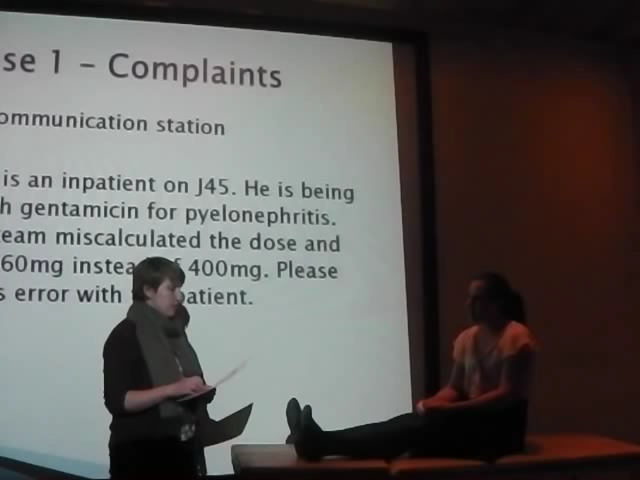 se 1 – Complaints
ommunication station
is an inpatient on J45. He is being
h gentamicin for pyelonephritis.
eam miscalculated the dose and
60mg instea f 400mg. Please
s error with atient.